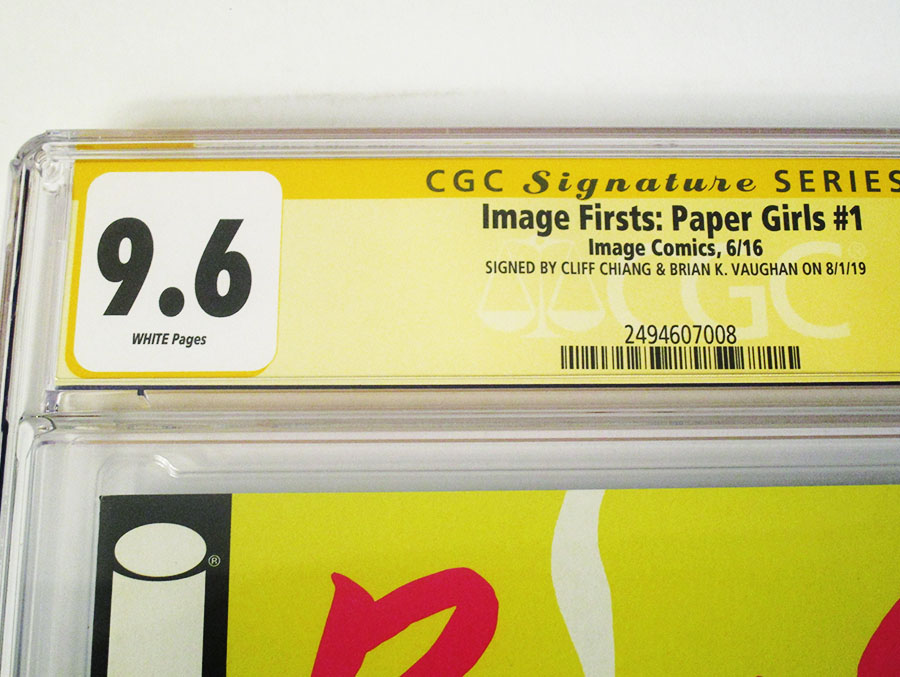 CGC Signature SERIES
9.6
WHITE Pages
Image Firsts: Paper Girls #1
Image Comics, 6/16
SIGNED BY CLIFF CHIANG & BRIAN K. VAUGHAN ON 8/1/19
CGC®
2494607008
i®
P